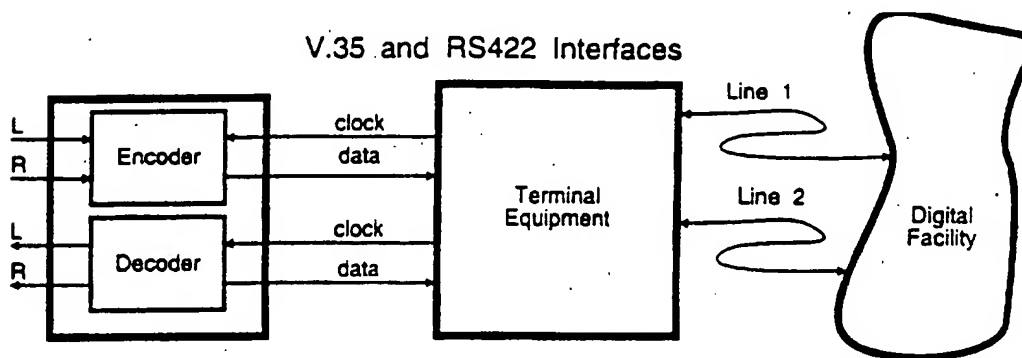 V.35 and RS422 Interfaces
L
R
Encoder
clock
data
L
R
Decoder
clock
data
Terminal
Equipment
Line 1
Line 2
Digital
Facility